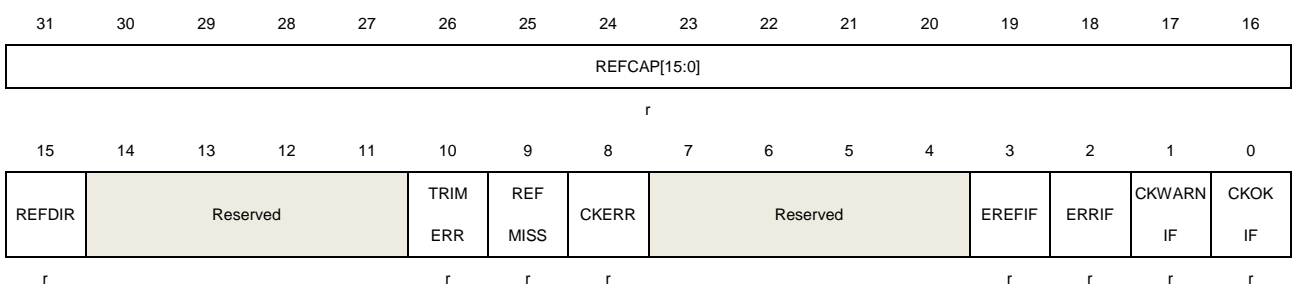 31 30 29 28 27 26 25 24 23 22 21 20 19 18 17 16
REFCAP[15:0]
r
15 14 13 12 11 10 9 8 7 6 5 4 3 2 1 0
REFDIR Reserved TRIM ERR REF MISS CKERR Reserved EREFIF ERRIF CKWARN IF CKOK IF
r r r r r r r r